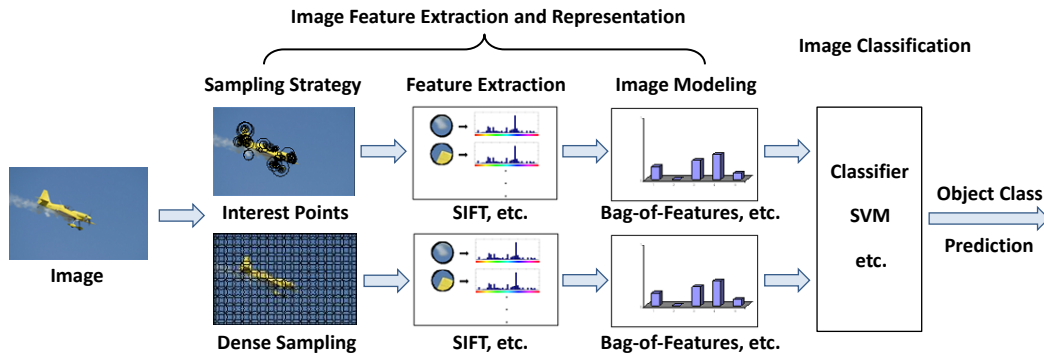 Image Feature Extraction and Representation
Image Classification
Sampling Strategy
Feature Extraction
Image Modeling
Interest Points
SIFT, etc.
Bag-of-Features, etc.
Image
Dense Sampling
SIFT, etc.
Bag-of-Features, etc.
Classifier
SVM
etc.
Object Class
Prediction